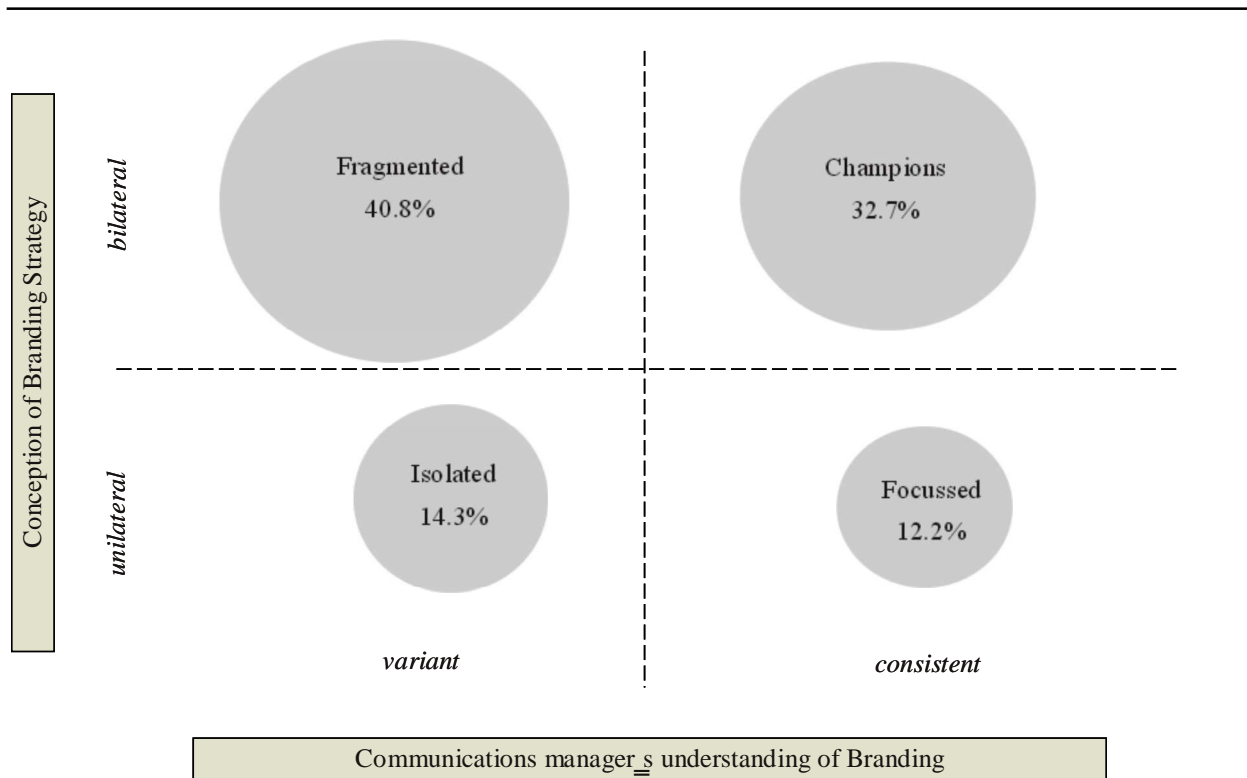 Conception of Branding Strategy
bilateral
Fragmented
40.8%
Champions
32.7%
unilateral
Isolated
14.3%
Focussed
12.2%
variant
consistent
Communications manager_s understanding of Branding